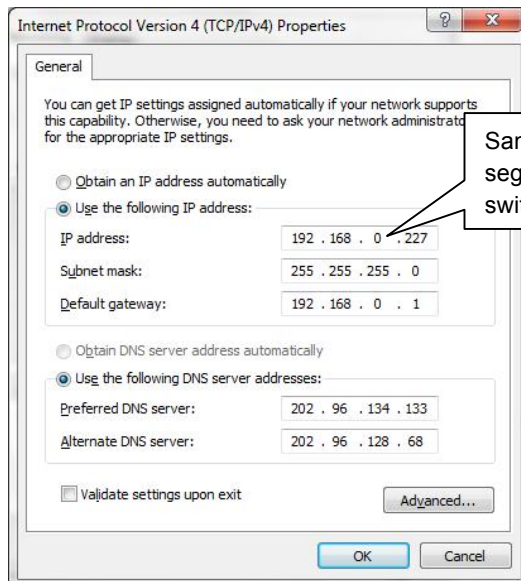 Internet Protocol Version 4 (TCP/IPv4) Properties
General
You can get IP settings assigned automatically if your network supports
this capability. Otherwise, you need to ask your network administrato
for the appropriate IP settings.
Obtain an IP address automatically
Use the following IP address:
IP address: 192 . 168 . 0 . 227
Subnet mask: 255 . 255 . 255 . 0
Default gateway: 192 . 168 . 0 . 1
Obtain DNS server address automatically
Use the following DNS server addresses:
Preferred DNS server: 202 . 96 . 134 . 133
Alternate DNS server: 202 . 96 . 128 . 68
Validate settings upon exit
Advanced...
OK
Cancel